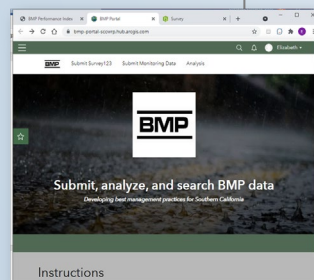 BMP Performance Index
BMP Portal
Survey
bmp-portal-sccwrp.hub.arcgis.com
Elizabeth
BMP
Submit Survey123
Submit Monitoring Data
Analysis
BMP
Submit, analyze, and search BMP data
Developing best management practices for Southern California
Instructions